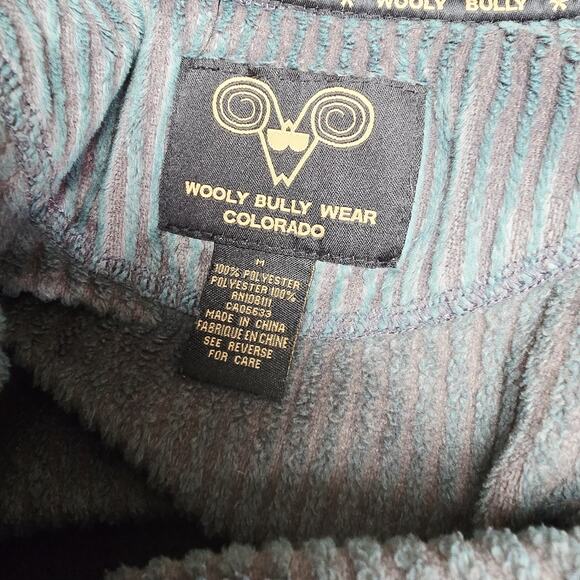 * WOOLY BULLY *
WOOLY BULLY WEAR
COLORADO
M
100% POLYESTER
POLYESTER 100%
RN108111
CA05633
MADE IN CHINA
FABRIQUE EN CHINE
SEE REVERSE
FOR CARE